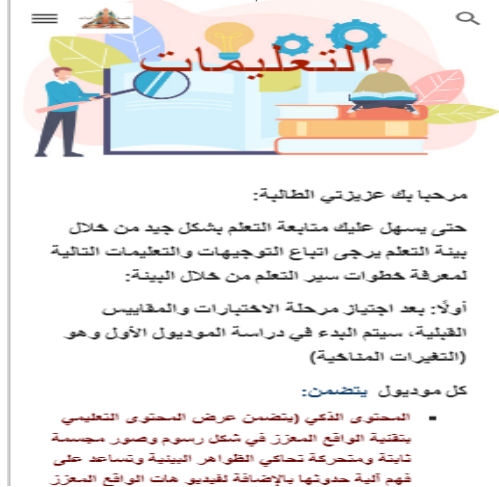 التعليمات
مرحبا بك عزيزتي الطالبة:
حتى يسهل عليك متابعة التعلم بشكل جيد من خلال
بيئة التعلم يرجى اتباع التوجيهات والتعليمات التالية
لمعرفة خطوات سير التعلم من خلال البيئة:
أولًا: بعد اجتياز مرحلة الاختبارات والمقاييس
القبلية، سيتم البدء في دراسة الموديول الأول وهو
(التغيرات المناخية)
كل موديول يتضمن:
▪ المحتوى الذكي (يتضمن عرض المحتوى التعليمي
بتقنية الواقع المعزز في شكل رسوم وصور مجسمة
ثابتة ومتحركة تحاكي الظواهر البيئية وتساعد على
فهم آلية حدوثها بالإضافة لفيديو هات الواقع المعزز